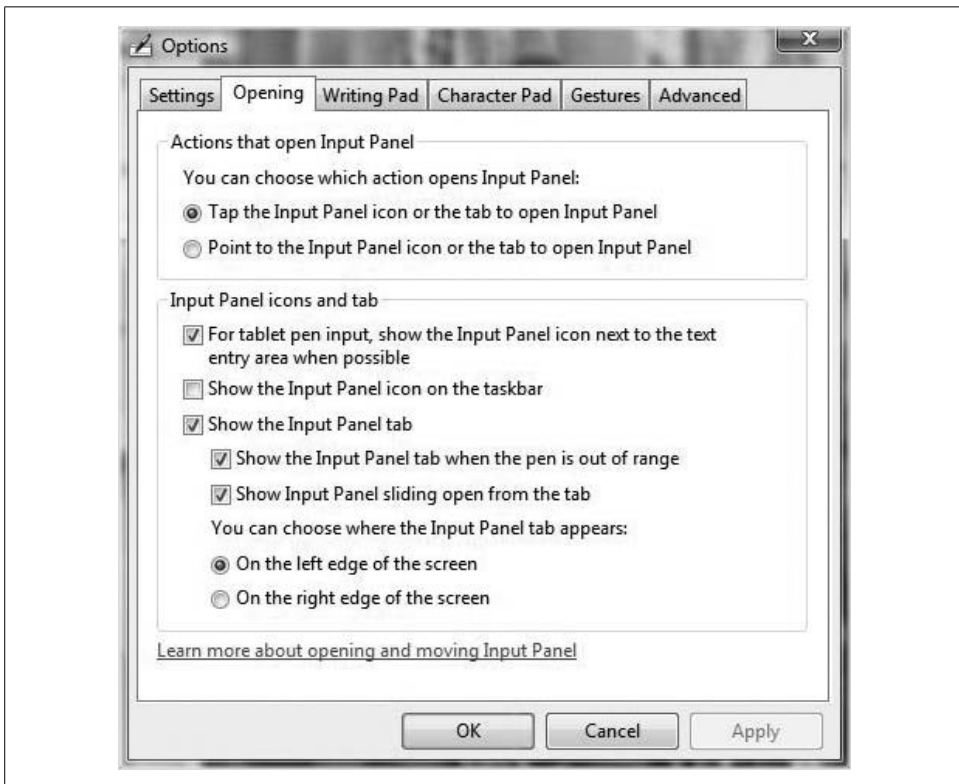 Options
Settings Opening Writing Pad Character Pad Gestures Advanced
Actions that open Input Panel
You can choose which action opens Input Panel:
Tap the Input Panel icon or the tab to open Input Panel
Point to the Input Panel icon or the tab to open Input Panel
Input Panel icons and tab
For tablet pen input, show the Input Panel icon next to the text
entry area when possible
Show the Input Panel icon on the taskbar
Show the Input Panel tab
Show the Input Panel tab when the pen is out of range
Show Input Panel sliding open from the tab
You can choose where the Input Panel tab appears:
On the left edge of the screen
On the right edge of the screen
Learn more about opening and moving Input Panel
OK Cancel Apply